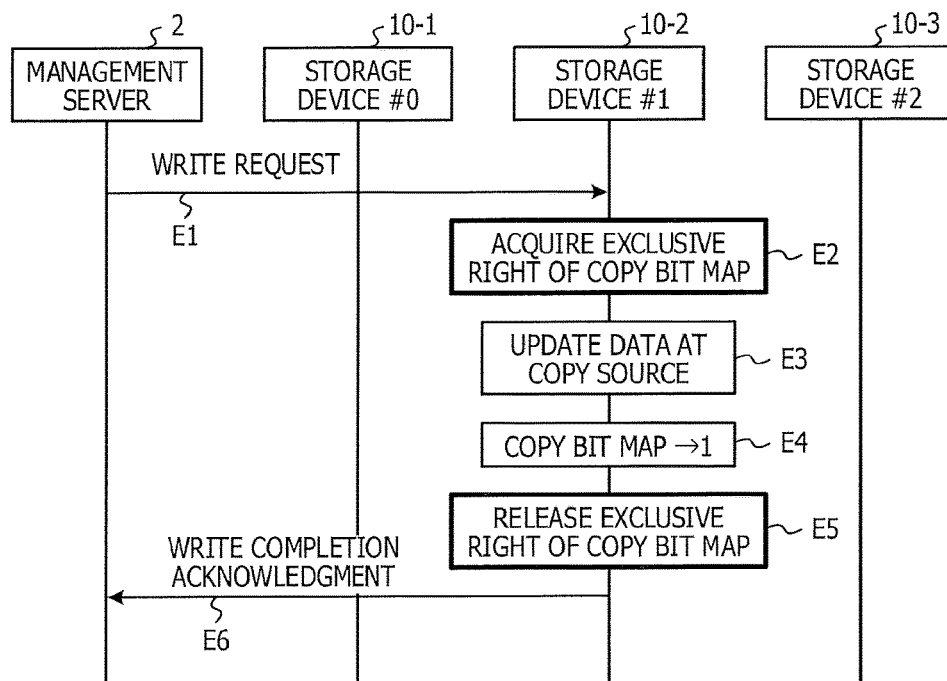 2
10-1
10-2
10-3
MANAGEMENT
SERVER
STORAGE
DEVICE #0
STORAGE
DEVICE #1
STORAGE
DEVICE #2
WRITE REQUEST
E1
ACQUIRE EXCLUSIVE
RIGHT OF COPY BIT MAP
E2
UPDATE DATA AT
COPY SOURCE
E3
COPY BIT MAP →1
E4
RELEASE EXCLUSIVE
RIGHT OF COPY BIT MAP
E5
WRITE COMPLETION
ACKNOWLEDGMENT
E6